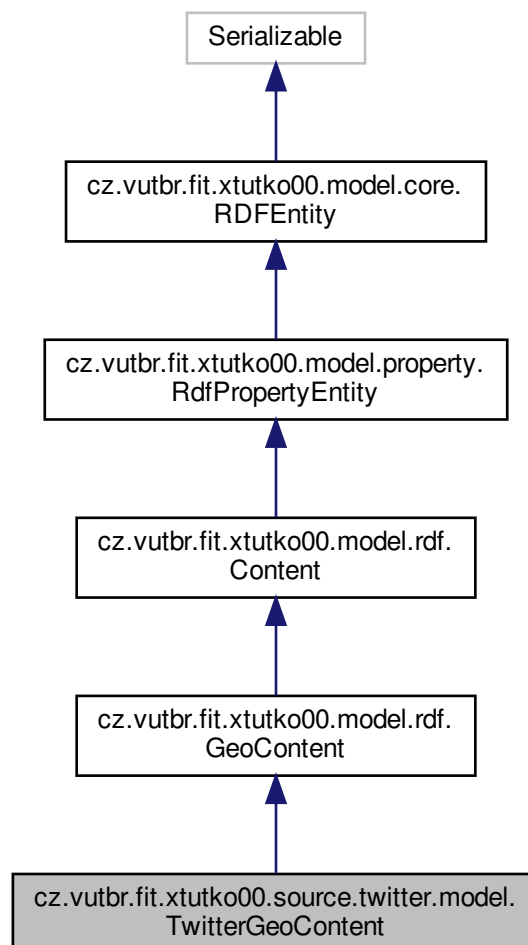 Serializable
cz.vutbr.fit.xtutko00.model.core.
RDFEntity
cz.vutbr.fit.xtutko00.model.property.
RdfPropertyEntity
cz.vutbr.fit.xtutko00.model.rdf.
Content
cz.vutbr.fit.xtutko00.model.rdf.
GeoContent
cz.vutbr.fit.xtutko00.source.twitter.model.
TwitterGeoContent